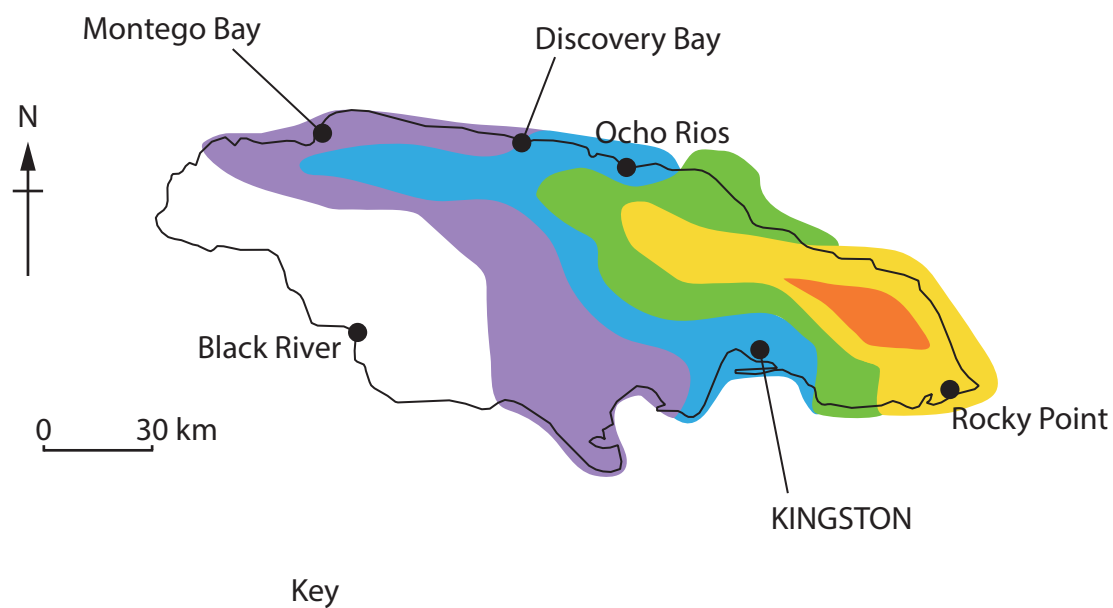 Montego Bay
Discovery Bay
N
Ocho Rios
Black River
0 30 km
Rocky Point
KINGSTON
Key